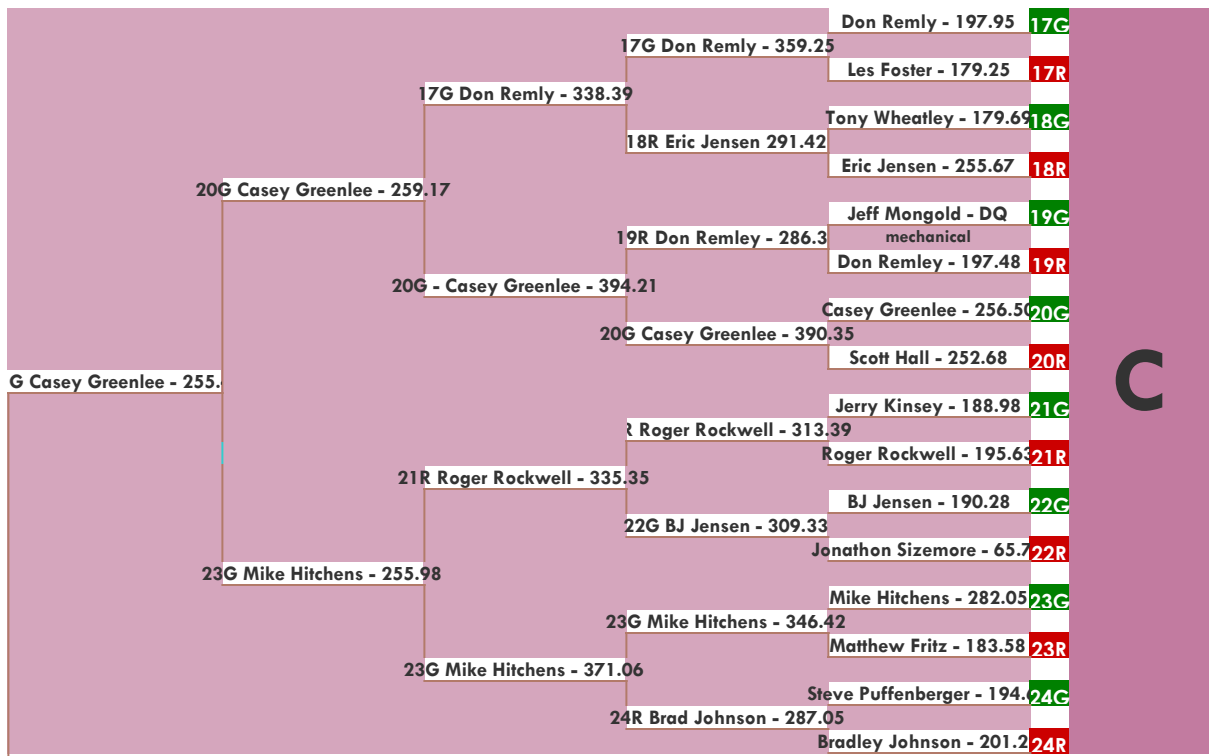 Don Remly - 197.95 17G
17G Don Remly - 359.25
Les Foster - 179.25 17R
17G Don Remly - 338.39
Tony Wheatley - 179.69 18G
18R Eric Jensen 291.42
Eric Jensen - 255.67 18R
20G Casey Greenlee - 259.17
Jeff Mongold - DQ 19G
19R Don Remley - 286.3
mechanical
Don Remley - 197.48 19R
20G - Casey Greenlee - 394.21
Casey Greenlee - 256.50 20G
20G Casey Greenlee - 390.35
Scott Hall - 252.68 20R
C
G Casey Greenlee - 255.
Jerry Kinsey - 188.98 21G
R Roger Rockwell - 313.39
Roger Rockwell - 195.63 21R
21R Roger Rockwell - 335.35
BJ Jensen - 190.28 22G
22G BJ Jensen - 309.33
Jonathon Sizemore - 65.7 22R
23G Mike Hitchens - 255.98
Mike Hitchens - 282.05 23G
23G Mike Hitchens - 346.42
Matthew Fritz - 183.58 23R
23G Mike Hitchens - 371.06
Steve Puffenberger - 194. 24G
24R Brad Johnson - 287.05
Bradley Johnson - 201.2 24R